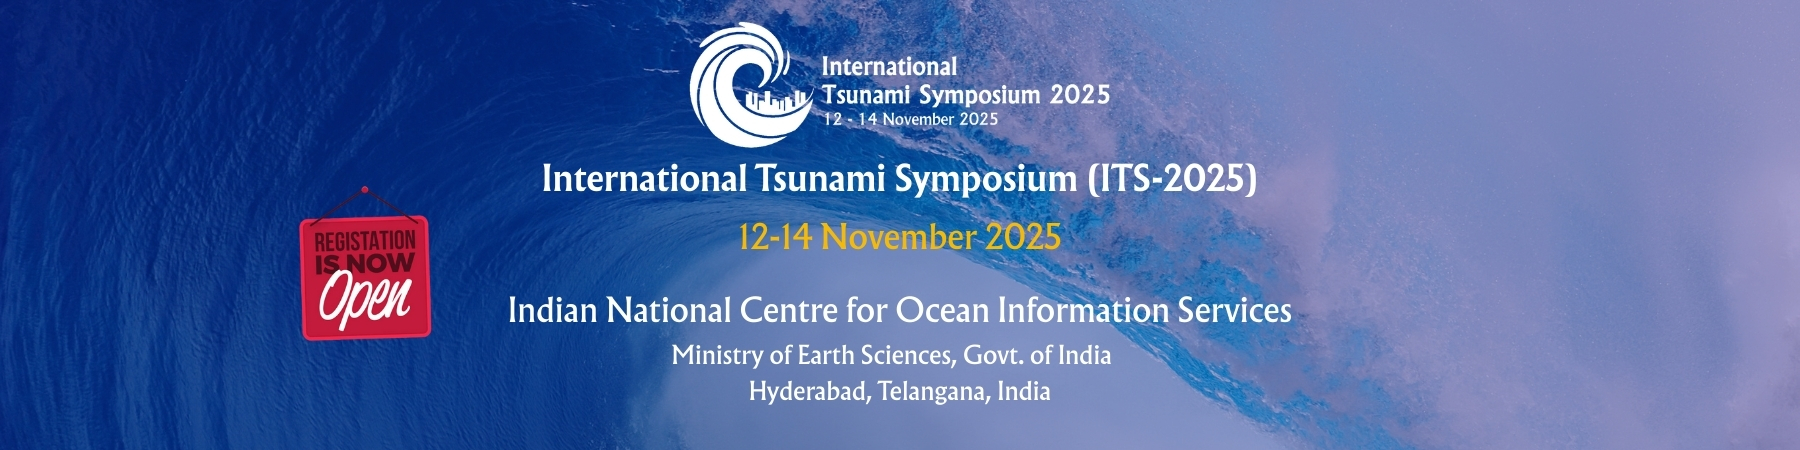 International
Tsunami Symposium 2025
12 - 14 November 2025
International Tsunami Symposium (ITS-2025)
12-14 November 2025
REGISTATION
IS NOW
Open
Indian National Centre for Ocean Information Services
Ministry of Earth Sciences, Govt. of India
Hyderabad, Telangana, India